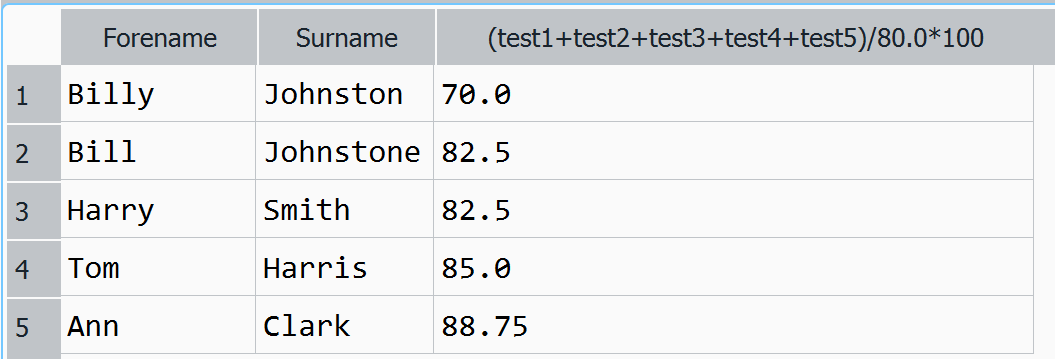 Forename Surname (test1+test2+test3+test4+test5)/80.0*100
1 Billy Johnston 70.0
2 Bill Johnstone 82.5
3 Harry Smith 82.5
4 Tom Harris 85.0
5 Ann Clark 88.75